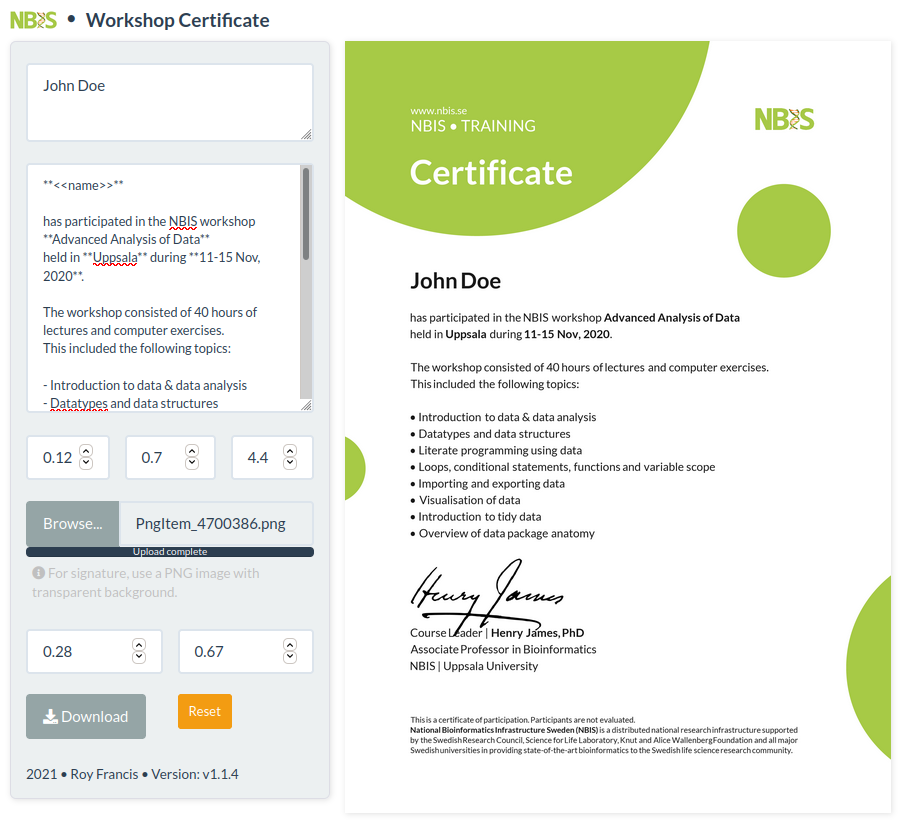 NBIS • Workshop Certificate
John Doe
**<<name>>**
has participated in the NBIS workshop
**Advanced Analysis of Data**
held in **Uppsala** during **11-15 Nov,
2020**.
The workshop consisted of 40 hours of
lectures and computer exercises.
This included the following topics:
- Introduction to data & data analysis
- Datatypes and data structures
0.12 0.7 4.4
Browse... PngItem_4700386.png
Upload complete
For signature, use a PNG image with
transparent background.
0.28 0.67
Download Reset
2021 • Roy Francis • Version: v1.1.4
www.nbis.se
NBIS • TRAINING
NBIS
Certificate
John Doe
has participated in the NBIS workshop Advanced Analysis of Data
held in Uppsala during 11-15 Nov, 2020.
The workshop consisted of 40 hours of lectures and computer exercises.
This included the following topics:
• Introduction to data & data analysis
• Datatypes and data structures
• Literate programming using data
• Loops, conditional statements, functions and variable scope
• Importing and exporting data
• Visualisation of data
• Introduction to tidy data
• Overview of data package anatomy
Henry James
Course Leader | Henry James, PhD
Associate Professor in Bioinformatics
NBIS | Uppsala University
This is a certificate of participation. Participants are not evaluated.
National Bioinformatics Infrastructure Sweden (NBIS) is a distributed national research infrastructure supported
by the Swedish Research Council, Science for Life Laboratory, Knut and Alice Wallenberg Foundation and all major
Swedish universities in providing state-of-the-art bioinformatics to the Swedish life science research community.